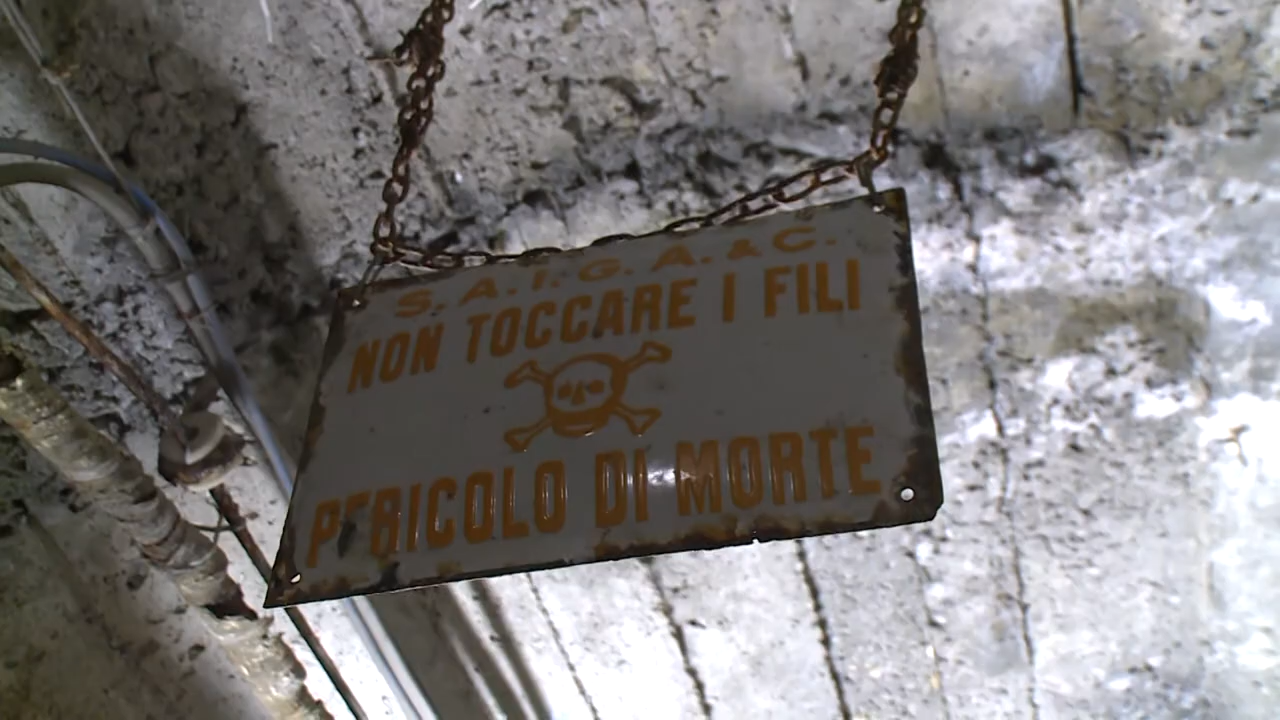 S. A. I. G. A. & C.
NON TOCCARE I FILI
PERICOLO DI MORTE